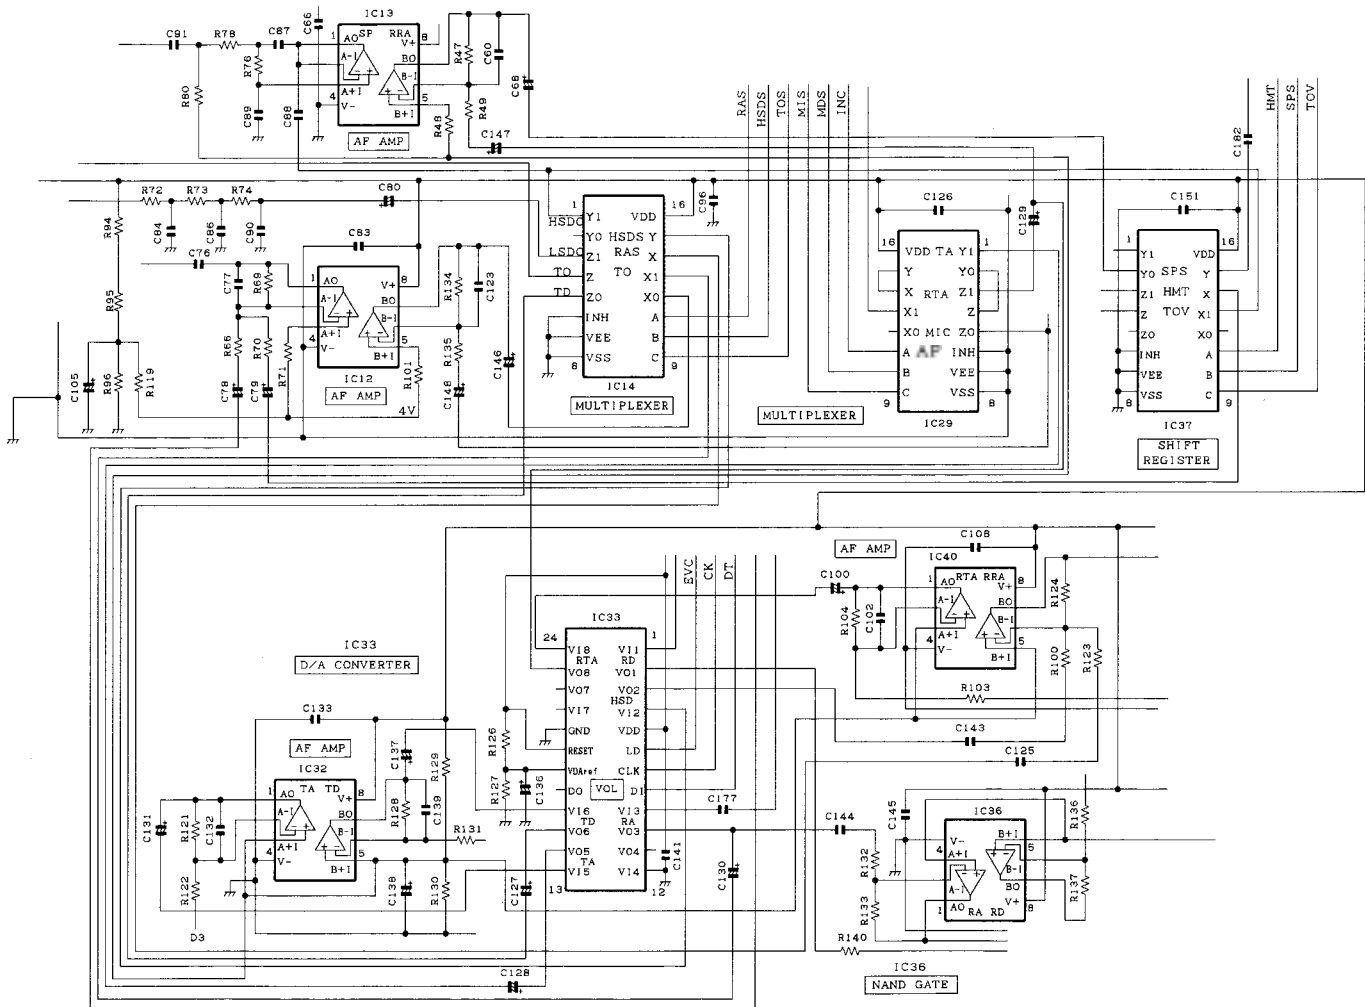 IC13
C91 R78 C87 C66 1 AO SP RRA V+ 8 R47 C60
A-I BO
R76 B-I
R80 4 A+I V- 5 B+I C68
C89 C88 R48 R49
AF AMP
C147
RAS HSDS TOS MIS MDS INC
HMT SPS TOV
C182
R72 R73 R74 C80
R94 C84 C86 C90 C83
C76 C77 R69
R95
1 AO V+ 8
A-I BO
A+I B-I
4 V- B+I 5
IC12
AF AMP
R134 C123
R66 R70 R71 R101 R135 C146
C105 R96 R119 C78 C79 C148
4V
C96
1 Y1 VDD 16
HSDO
Y0 HSDS Y
LSDO
Z1 RAS X
TO Z TO X1
TD Z0 X0
INH A
VEE B
8 VSS C 9
IC14
MULTIPLEXER
C126
C129
16 VDD TA Y1 1
Y Y0
X RTA Z1
X1 Z
X0 MIC Z0
A AF INH
B VEE
C VSS
9 8
IC29
MULTIPLEXER
C151
1 Y1 VDD 16
Y0 SPS Y
Z1 HMT X
Z TOV X1
Z0 X0
INH A
VEE B
8 VSS C 9
IC37
SHIFT
REGISTER
AF AMP
IC40
C108
C100
1 AO RTA RRA V+ 8
A-I BO
B-I
4 A+I 5
V- B+I
R104 C102 R124
R100 R123
R103
C143
C125
EVC CK DT
IC33
24 1
VI8 VI1
RTA RD
VO8 VO1
VO7 VO2
HSD
VI7 VI2
GND VDD
RESET LD
VDAref CLK
DO VOL DI
VI6 VI3
TD RA
VO6 VO3
VO5 VO4
TA
VI5 VI4
13 12
IC33
D/A CONVERTER
C133
AF AMP
IC32
1 AO TA TD V+ 8
A-I BO
A+I B-I
4 V- B+I 5
C131 R121 C132
R122
D3
C137 R129
R128 C139
R131
C138 R130
R126
R127 C136
C127
C128
C177
C141
C130
C144
R132
R133
R140
C145
IC36
V- B+I
4 A+I 5
A-I B-I
BO
AO V+
1 RA RD 8
R136
R137
IC36
NAND GATE